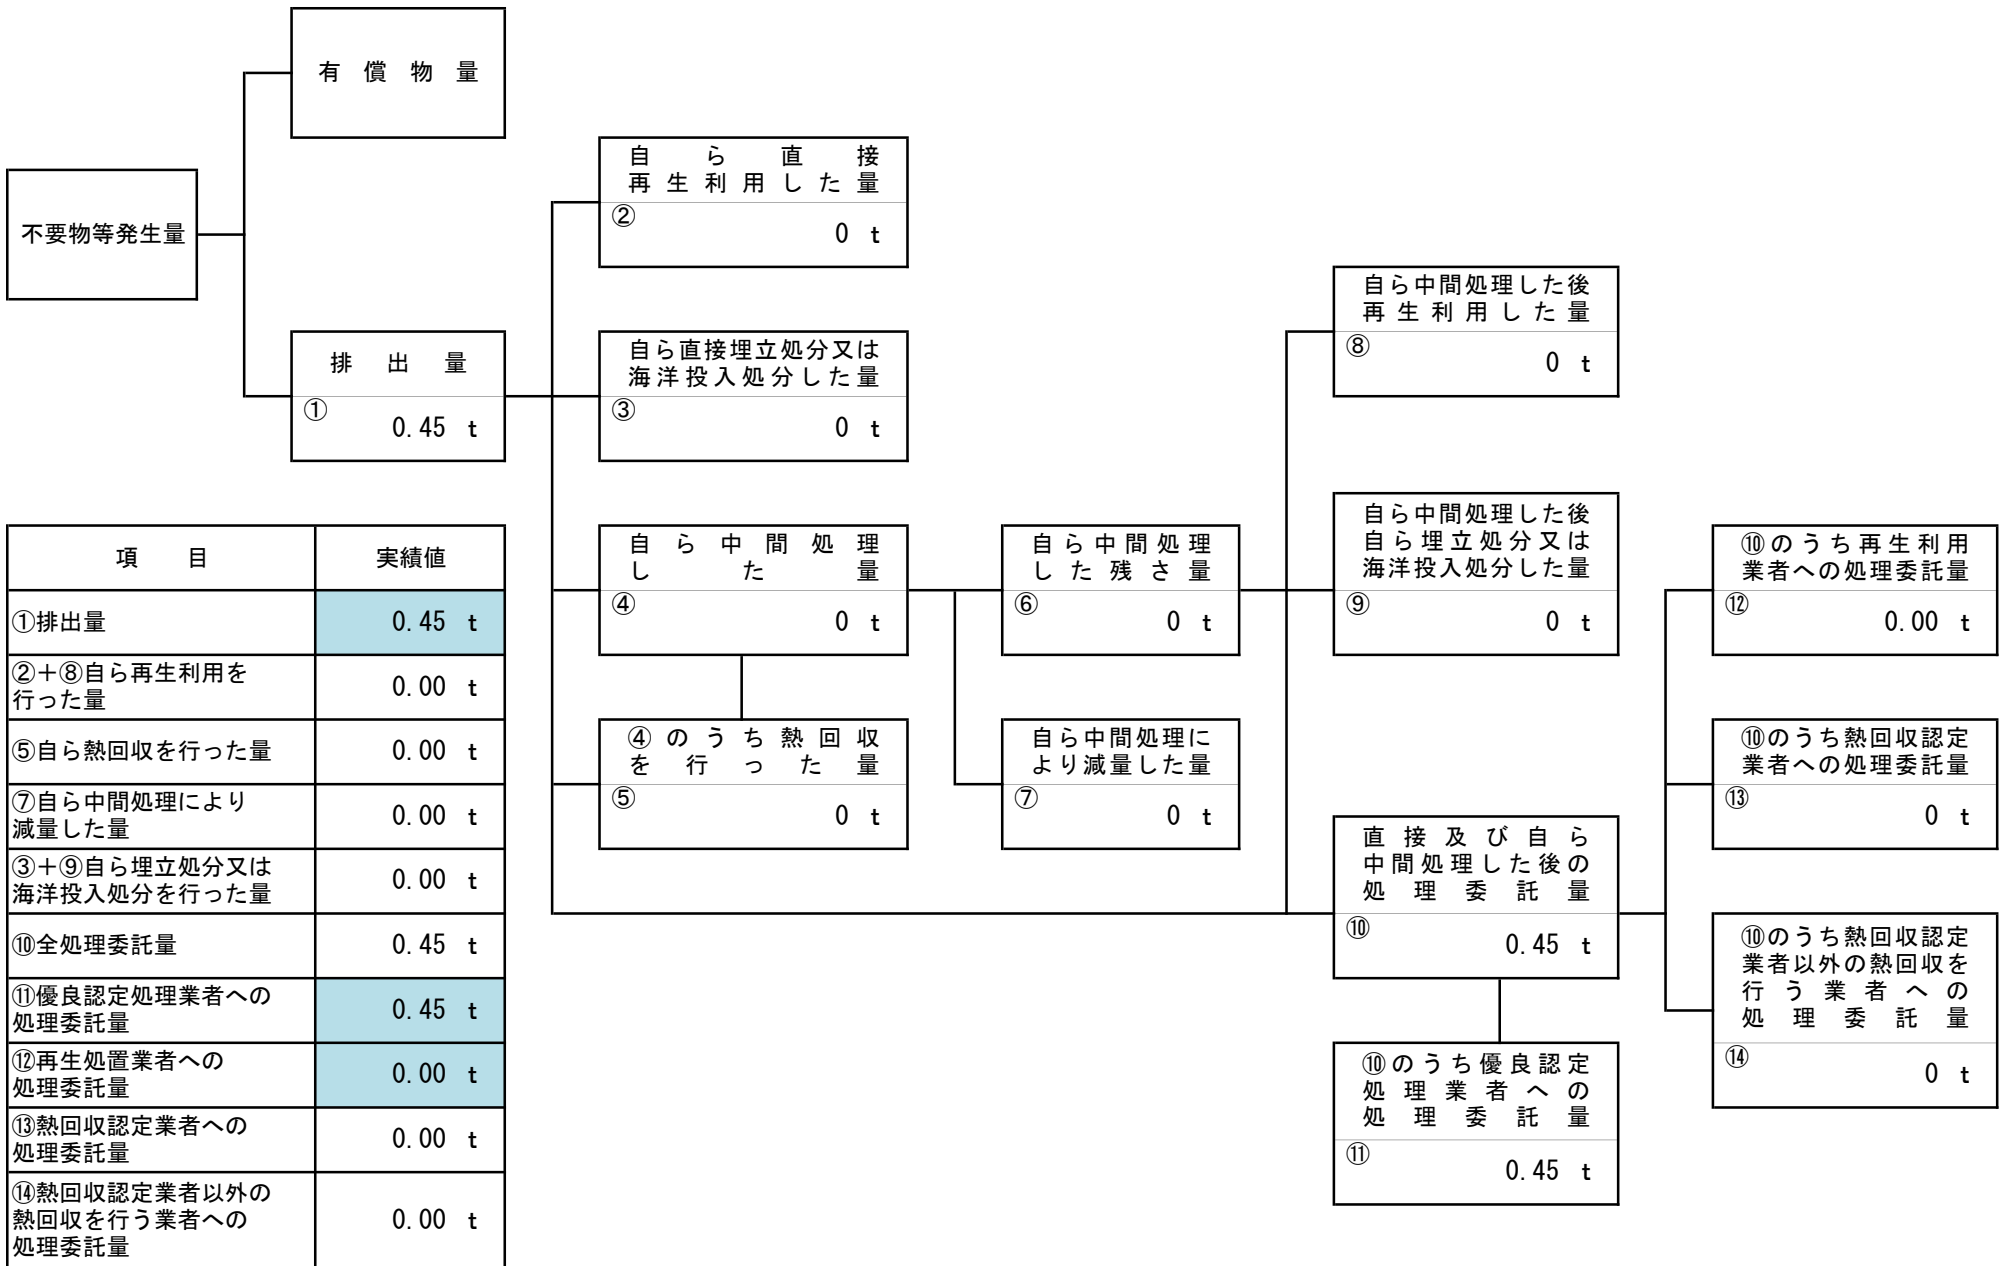 有償物量
不要物等発生量
排出量
①
0.45 t
自ら直接
再生利用した量
②
0 t
自ら直接埋立処分又は
海洋投入処分した量
③
0 t
自ら中間処理
した量
④
0 t
④のうち熱回収
を行った量
⑤
0 t
自ら中間処理
した残さ量
⑥
0 t
自ら中間処理に
より減量した量
⑦
0 t
自ら中間処理した後
再生利用した量
⑧
0 t
自ら中間処理した後
自ら埋立処分又は
海洋投入処分した量
⑨
0 t
直接及び自ら
中間処理した後の
処理委託量
⑩
0.45 t
⑩のうち優良認定
処理業者への
処理委託量
⑪
0.45 t
⑩のうち再生利用
業者への処理委託量
⑫
0.00 t
⑩のうち熱回収認定
業者への処理委託量
⑬
0 t
⑩のうち熱回収認定
業者以外の熱回収を
行う業者への
処理委託量
⑭
0 t
項目 実績値
①排出量 0.45 t
②+⑧自ら再生利用を
行った量 0.00 t
⑤自ら熱回収を行った量 0.00 t
⑦自ら中間処理により
減量した量 0.00 t
③+⑨自ら埋立処分又は
海洋投入処分を行った量 0.00 t
⑩全処理委託量 0.45 t
⑪優良認定処理業者への
処理委託量 0.45 t
⑫再生処置業者への
処理委託量 0.00 t
⑬熱回収認定業者への
処理委託量 0.00 t
⑭熱回収認定業者以外の
熱回収を行う業者への
処理委託量 0.00 t